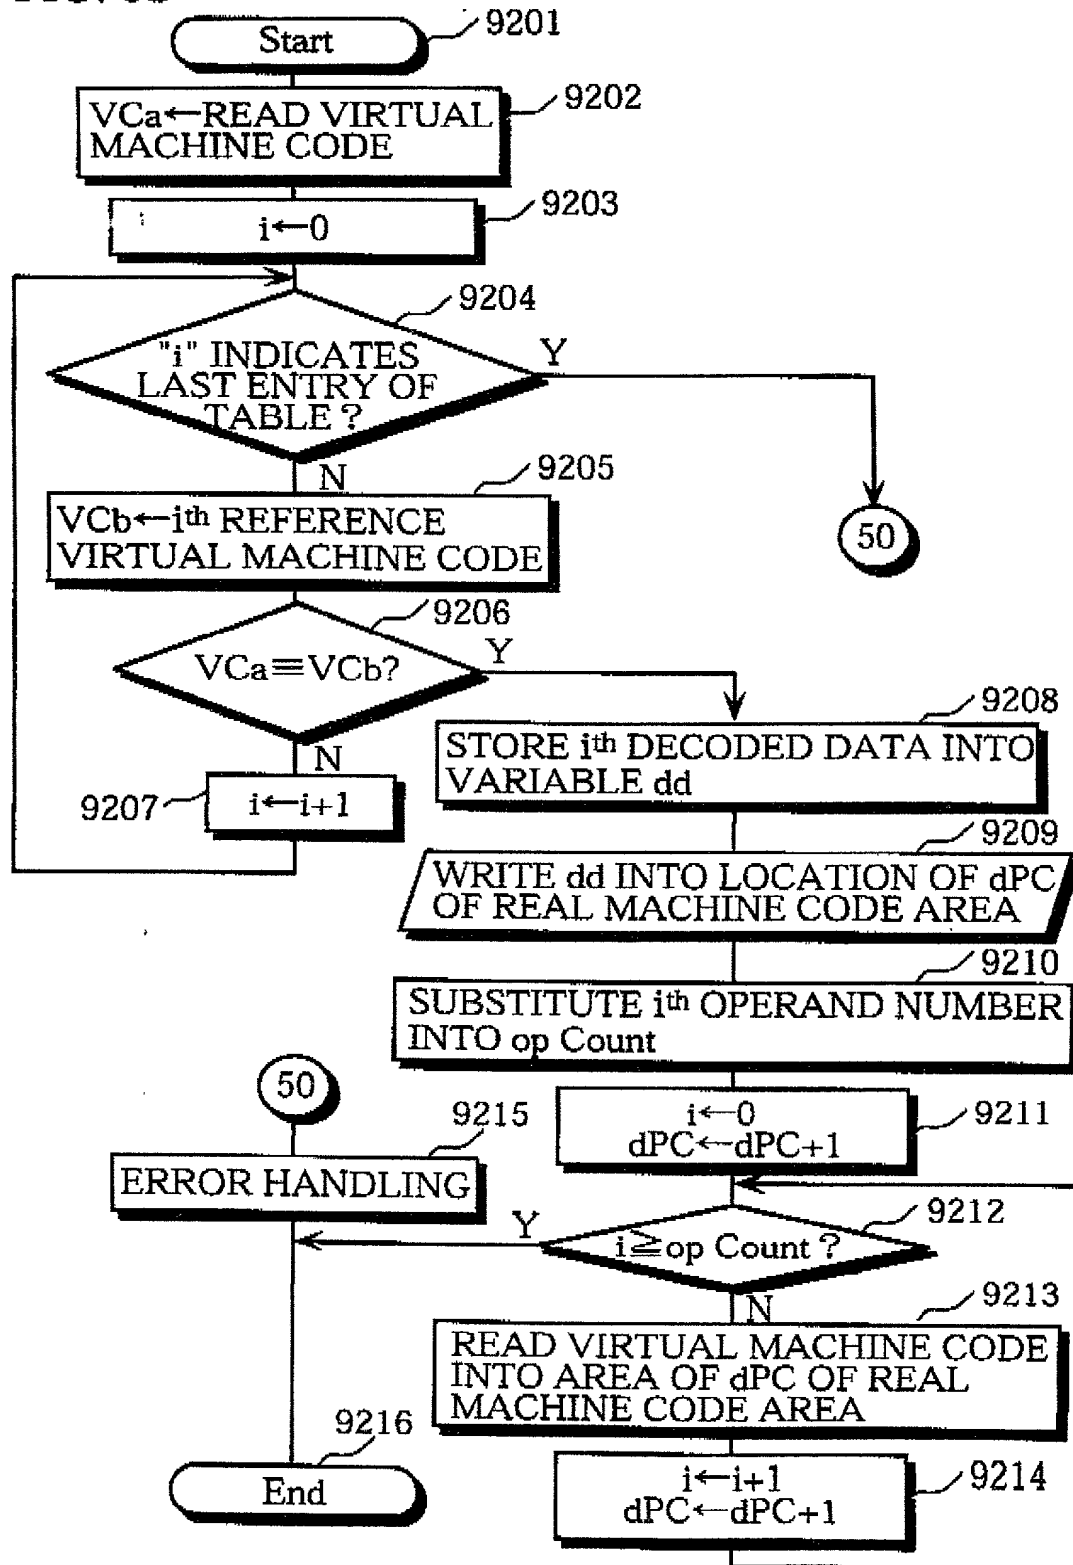 Start
9201
9202
VCa←READ VIRTUAL
MACHINE CODE
9203
i←0
9204
"i" INDICATES
LAST ENTRY OF
TABLE ?
Y
N
9205
VCb←ith REFERENCE
VIRTUAL MACHINE CODE
50
9206
VCa≡VCb?
Y
N
9207
i←i+1
9208
STORE ith DECODED DATA INTO
VARIABLE dd
9209
WRITE dd INTO LOCATION OF dPC
OF REAL MACHINE CODE AREA
9210
SUBSTITUTE ith OPERAND NUMBER
INTO op Count
50
9211
i←0
dPC←dPC+1
9215
ERROR HANDLING
9212
i≧op Count ?
Y
N
9213
READ VIRTUAL MACHINE CODE
INTO AREA OF dPC OF REAL
MACHINE CODE AREA
9216
End
9214
i←i+1
dPC←dPC+1